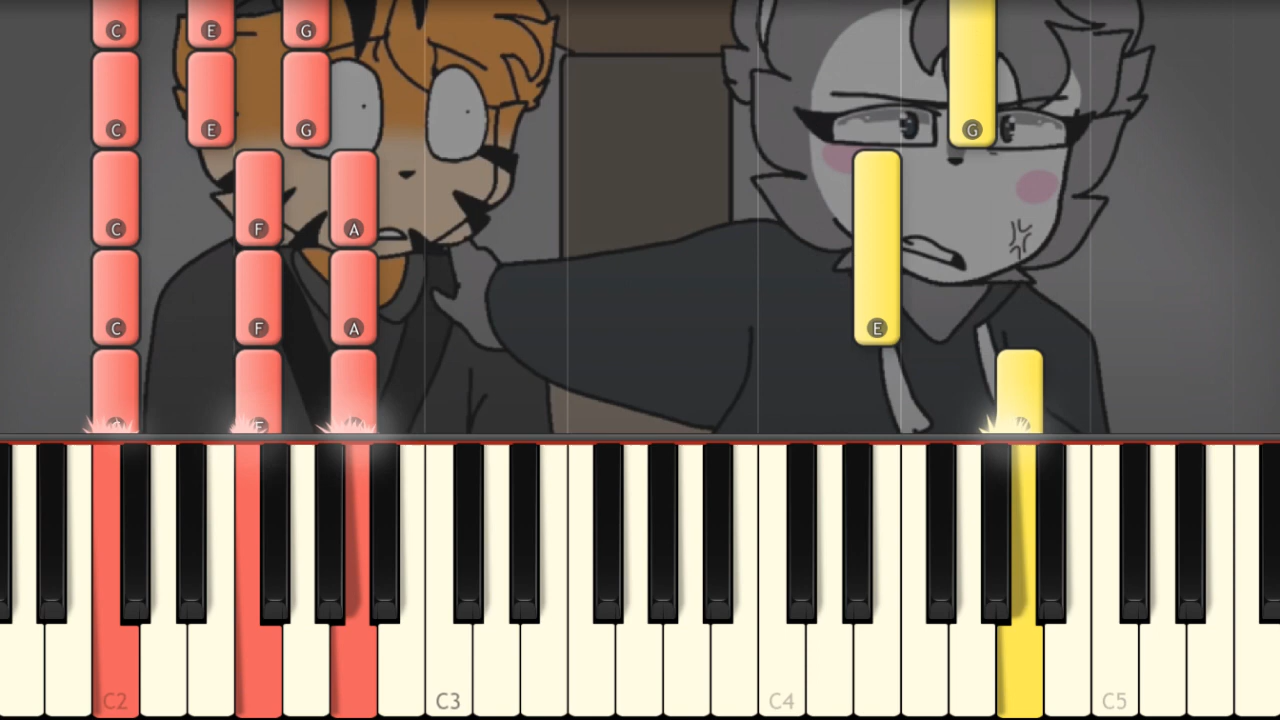 C E G
C E G G
C F A
C F A E
F
C2 C3 C4 C5